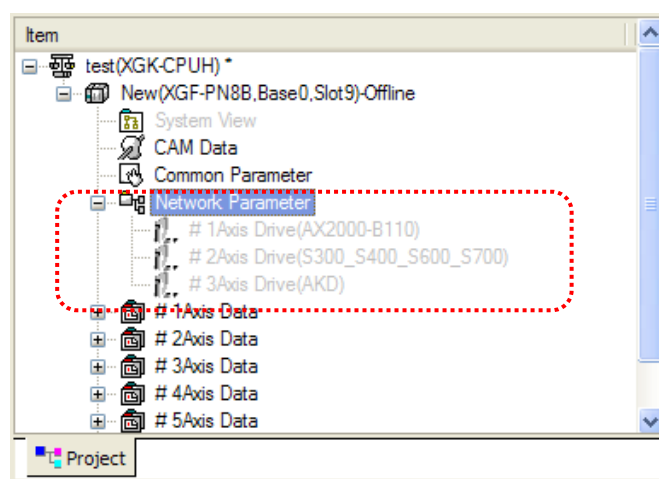 Item
test(XGK-CPUH) *
New(XGF-PN8B,Base0,Slot9)-Offline
System View
CAM Data
Common Parameter
Network Parameter
# 1Axis Drive(AX2000-B110)
# 2Axis Drive(S300_S400_S600_S700)
# 3Axis Drive(AKD)
# 1Axis Data
# 2Axis Data
# 3Axis Data
# 4Axis Data
# 5Axis Data
Project